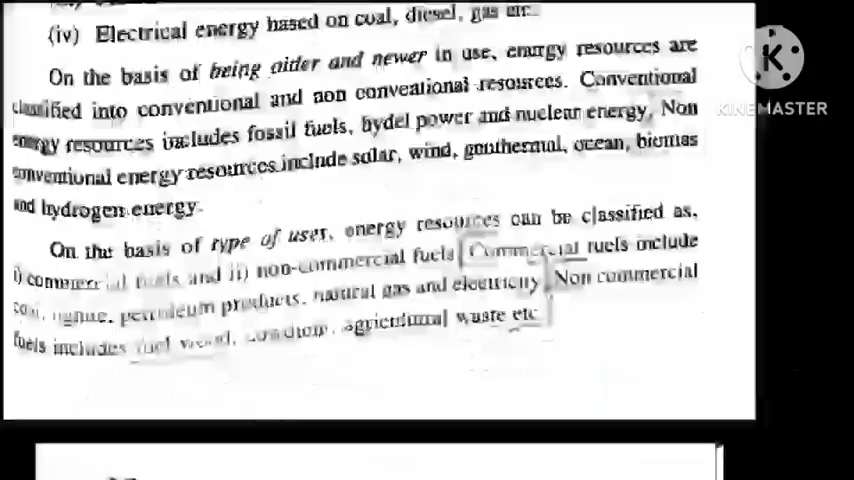 (iv) Electrical energy based on coal, diesel, gas etc.
On the basis of being older and newer in use, energy resources are
classified into conventional and non conventional resources. Conventional
energy resources includes fossil fuels, hydel power and nuclear energy. Non
conventional energy resources include solar, wind, geothermal, ocean, biomas
and hydrogen energy.
On the basis of type of uses, energy resources can be classified as,
i) commercial fuels and ii) non-commercial fuels Commercial fuels include
coal, lignite, petroleum products, natural gas and electricity Non commercial
fuels includes fuel wood, agricultural waste etc
K
KINEMASTER